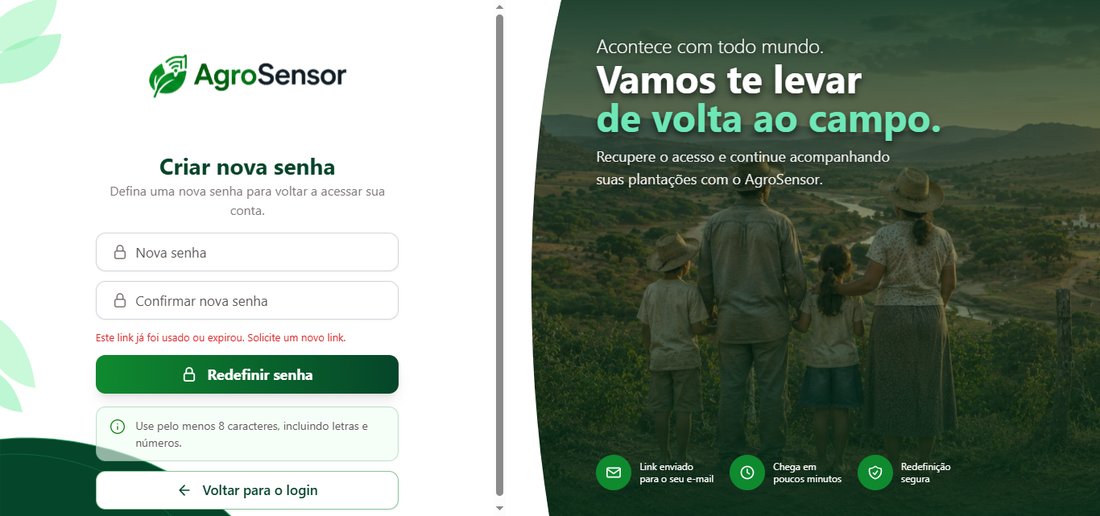 AgroSensor
Criar nova senha
Defina uma nova senha para voltar a acessar sua
conta.
Nova senha
Confirmar nova senha
Este link já foi usado ou expirou. Solicite um novo link.
Redefinir senha
Use pelo menos 8 caracteres, incluindo letras e
números.
Voltar para o login
Acontece com todo mundo.
Vamos te levar
de volta ao campo.
Recupere o acesso e continue acompanhando
suas plantações com o AgroSensor.
Link enviado
para o seu e-mail
Chega em
poucos minutos
Redefinição
segura